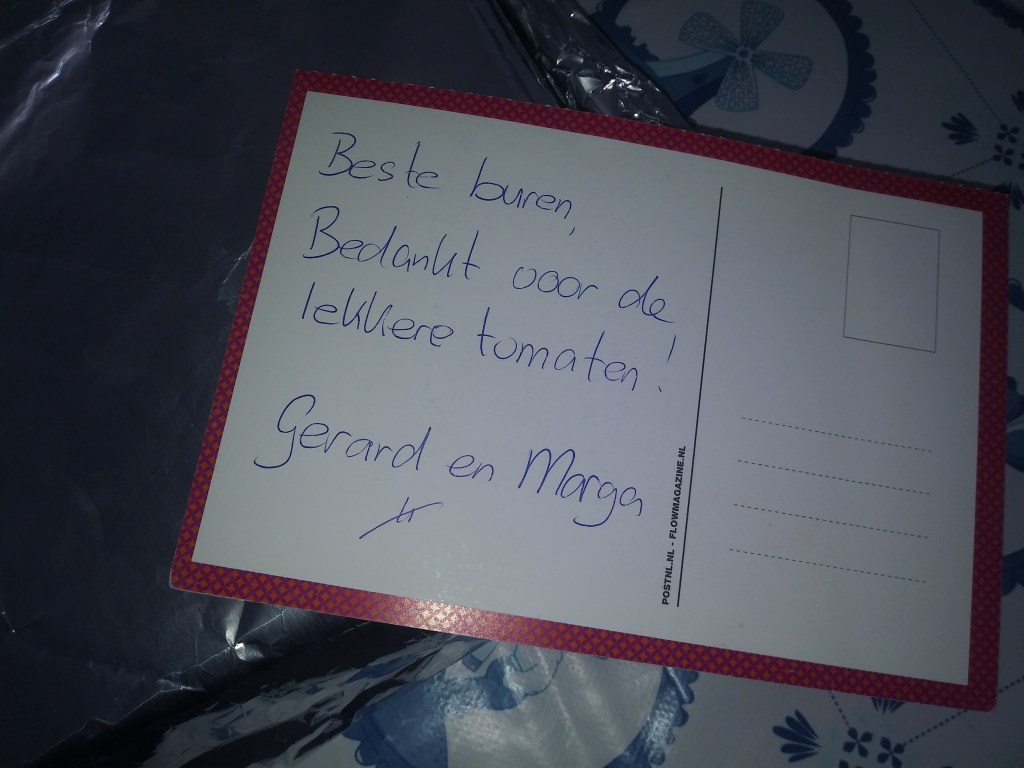 Beste buren,
Bedankt voor de
lekkere tomaten!
Gerard en Marga
POSTNL.NL - FLOWMAGAZINE.NL